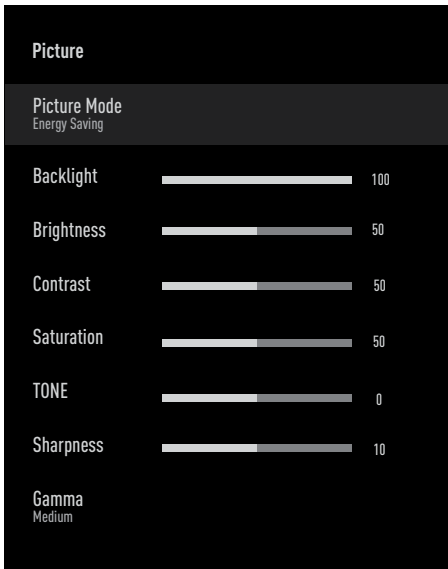 Picture
Picture Mode
Energy Saving
Backlight 100
Brightness 50
Contrast 50
Saturation 50
TONE 0
Sharpness 10
Gamma
Medium